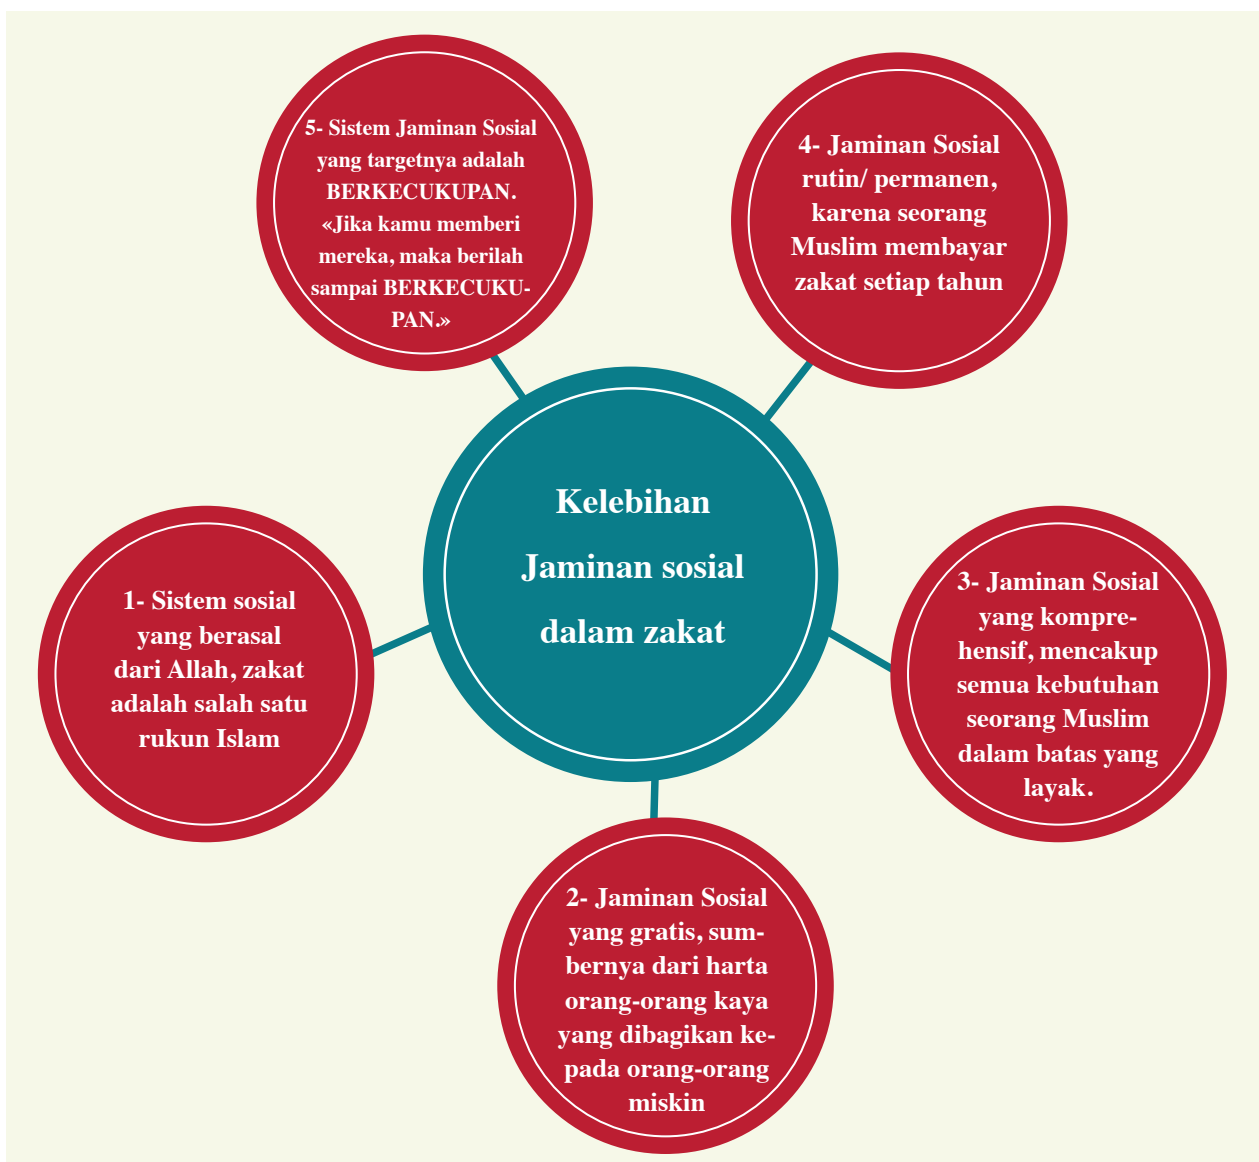 5- Sistem Jaminan Sosial
yang targetnya adalah
BERKECUKUPAN.
«Jika kamu memberi
mereka, maka berilah
sampai BERKECUKU-
PAN.»
4- Jaminan Sosial
rutin/ permanen,
karena seorang
Muslim membayar
zakat setiap tahun
Kelebihan
Jaminan sosial
dalam zakat
1- Sistem sosial
yang berasal
dari Allah, zakat
adalah salah satu
rukun Islam
3- Jaminan Sosial
yang kompre-
hensif, mencakup
semua kebutuhan
seorang Muslim
dalam batas yang
layak.
2- Jaminan Sosial
yang gratis, sum-
bernya dari harta
orang-orang kaya
yang dibagikan ke-
pada orang-orang
miskin